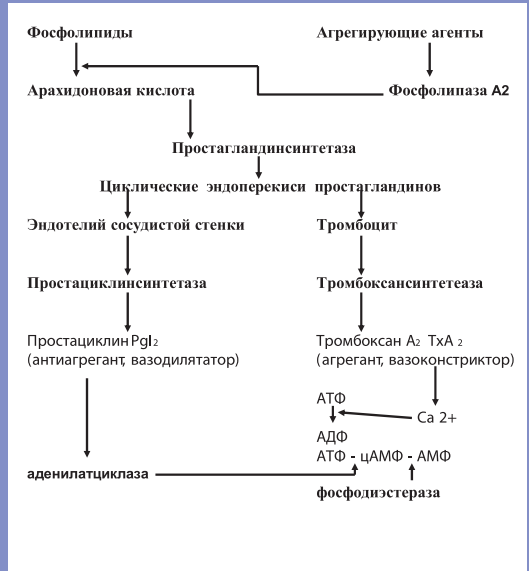 Фосфолипиды
Агрегирующие агенты
Арахидоновая кислота
Фосфолипаза А2
Простагландинсинтетаза
Циклические эндоперекиси простагландинов
Эндотелий сосудистой стенки
Тромбоцит
Простациклинсинтетаза
Тромбоксансинтетеаза
Простациклин PgI2
(антиагрегант, вазодилятатор)
Тромбоксан А2 TxA 2
(агрегант, вазоконстриктор)
АТФ
Ca 2+
АДФ
АТФ - цАМФ - АМФ
аденилатциклаза
фосфодиэстераза